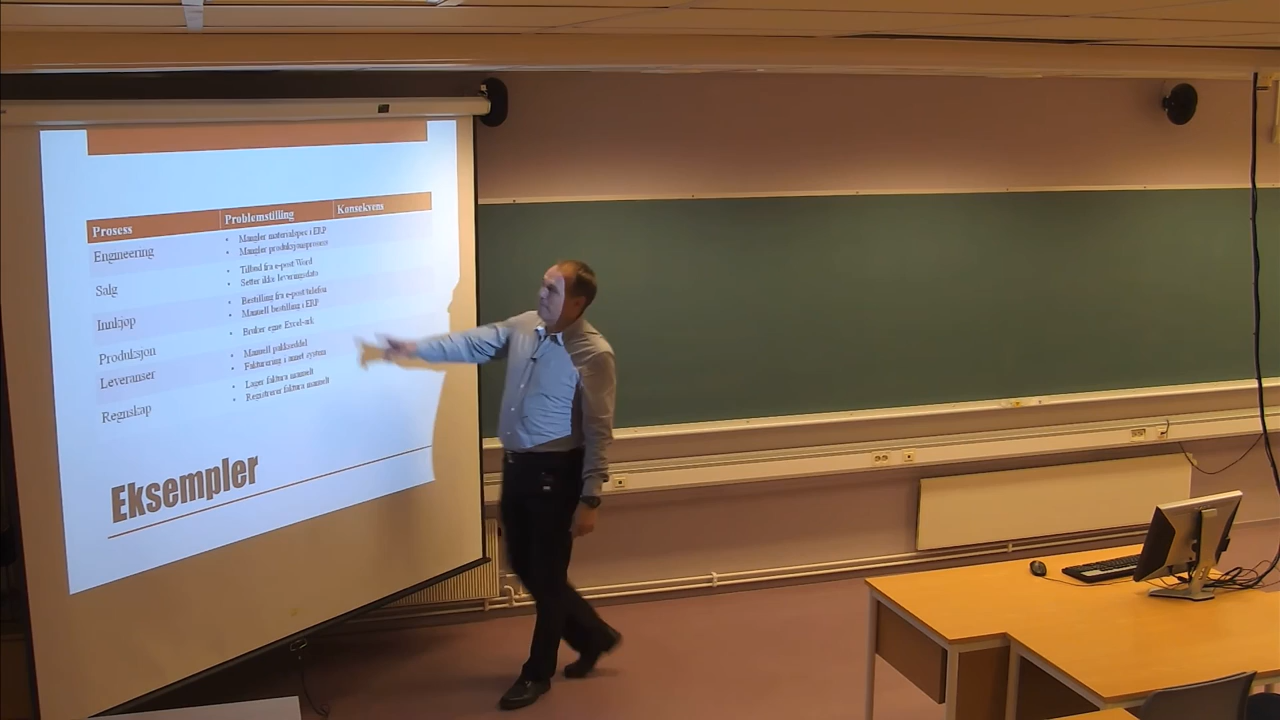 Prosess Problemstilling Konsekvens
Engineering
Mangler materialspec i ERP
Mangler produksjonsprosess
Salg
Tilbud fra e-post/Word
Setter ikke leveringsdato
Innkjøp
Bestilling fra e-post/telefon
Manuell bestilling i ERP
Produksjon
Bruker egne Excel-ark
Leveranser
Manuell pakkseddel
Fakturering i annet system
Regnskap
Lager faktura manuelt
Registrerer faktura manuelt
Eksempler